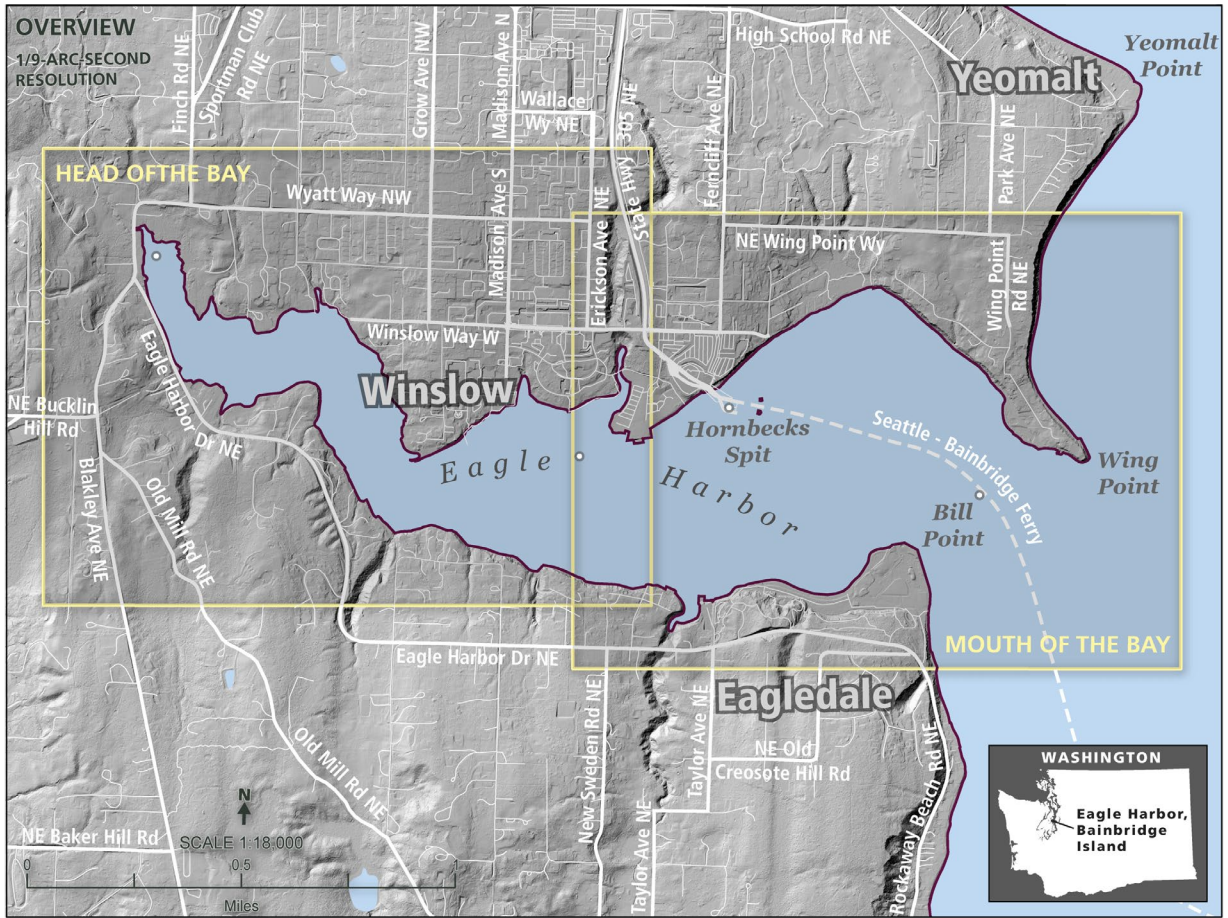 OVERVIEW
1/9-ARC-SECOND
RESOLUTION
Finch Rd NE
Sportman Club
Rd NE
Grow Ave NW
Madison Ave N
Wallace
Wy NE
State Hwy 305 NE
Ferncliff Ave NE
High School Rd NE
Yeomalt
Yeomalt
Point
Park Ave NE
HEAD OFTHE BAY
Wyatt Way NW
Madison Ave S
Erickson Ave NE
NE Wing Point Wy
Wing Point
Rd NE
Winslow Way W
Eagle Harbor Dr NE
Winslow
NE Bucklin
Hill Rd
Hornbecks
Spit
Seattle - Bainbridge Ferry
Wing
Point
Eagle
Harbor
Bill
Point
Blakley Ave NE
Old Mill Rd NE
MOUTH OF THE BAY
Eagle Harbor Dr NE
Eagledale
New Sweden Rd NE
Taylor Ave NE
NE Old
Creosote Hill Rd
Rockaway Beach Rd NE
Old Mill Rd NE
Taylor Ave NE
NE Baker Hill Rd
N
SCALE 1:18,000
0
0.5
1
Miles
WASHINGTON
Eagle Harbor,
Bainbridge
Island